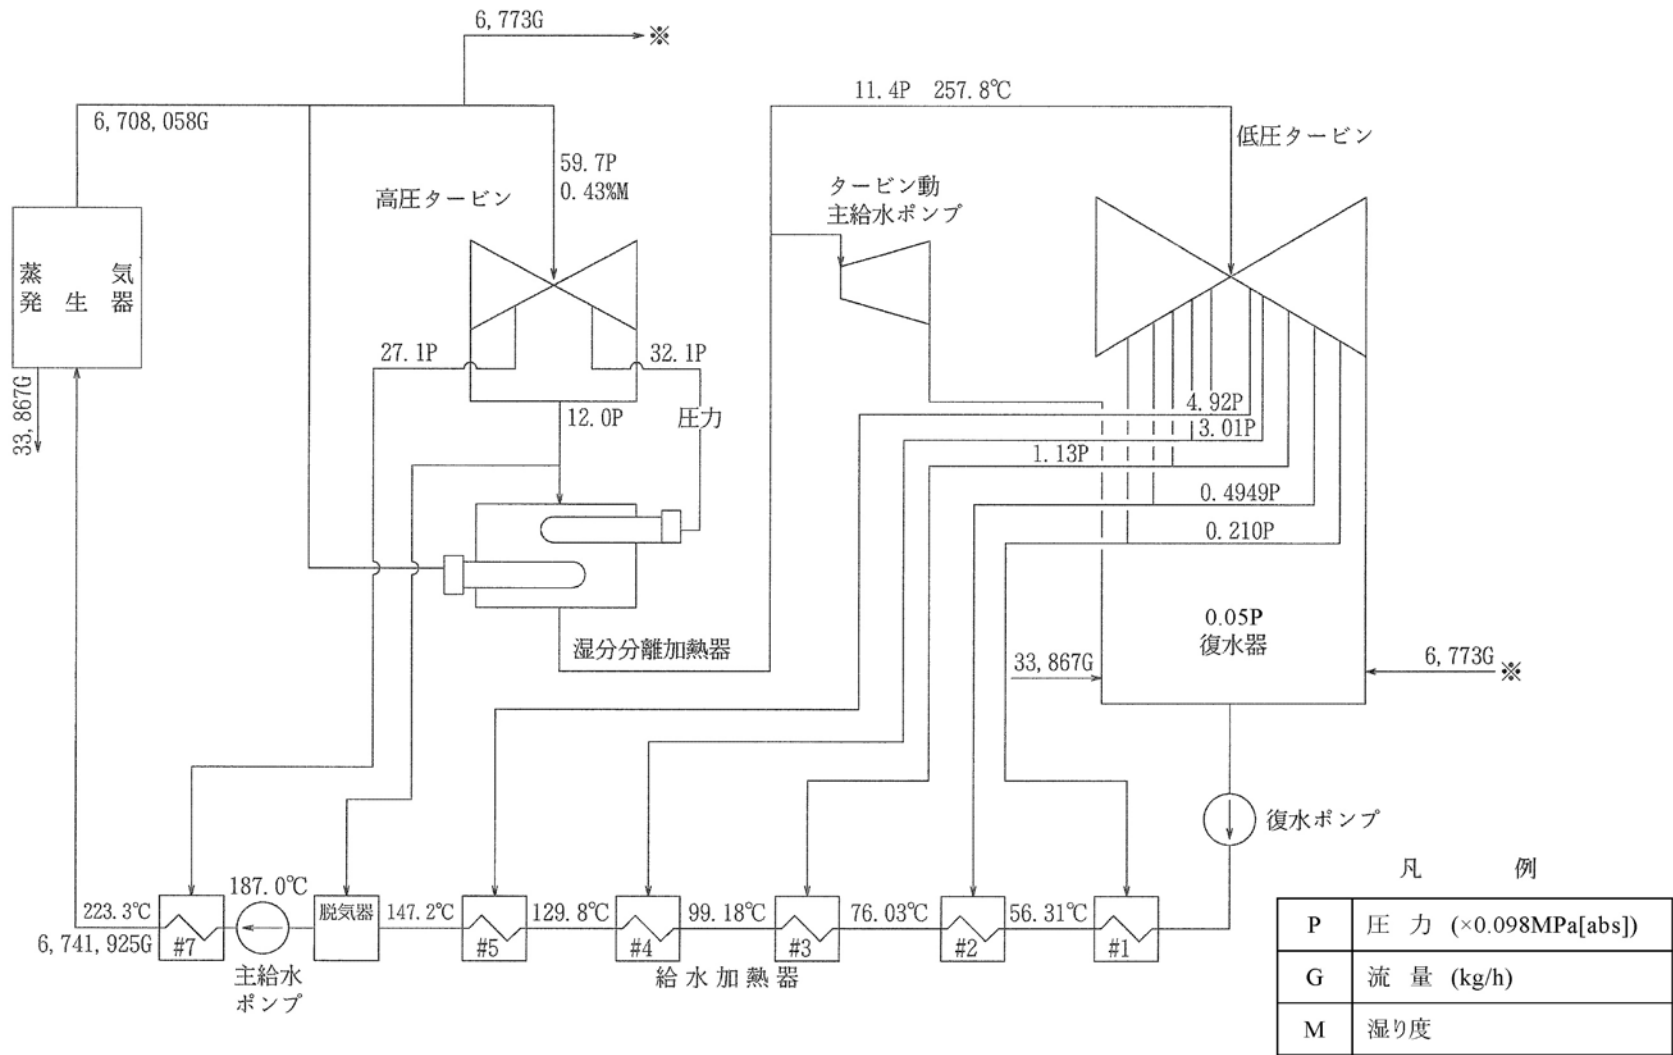 6,773G
※
6,708,058G
11.4P 257.8℃
低圧タービン
59.7P
0.43%M
高圧タービン
タービン動
主給水ポンプ
蒸気
発生器
33,867G
27.1P
32.1P
12.0P
圧力
4.92P
3.01P
1.13P
0.4949P
0.210P
湿分分離加熱器
0.05P
復水器
33,867G
6,773G
※
復水ポンプ
223.3℃
6,741,925G
#7
187.0℃
主給水
ポンプ
脱気器
147.2℃
#5
129.8℃
#4
99.18℃
#3
76.03℃
#2
56.31℃
#1
給水加熱器
凡例
P 圧力 (×0.098MPa[abs])
G 流量 (kg/h)
M 湿り度